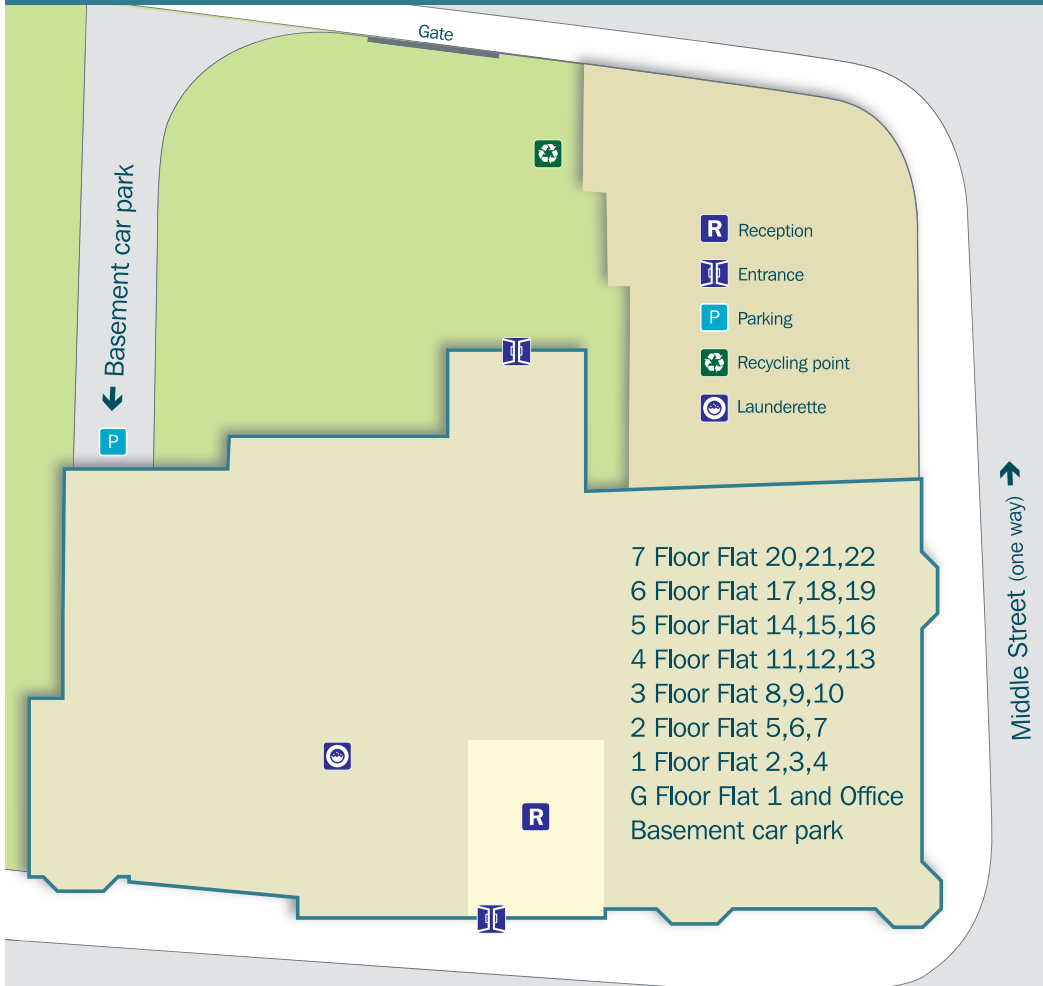 Gate
Basement car park
P
R Reception
Entrance
P Parking
Recycling point
Launderette
Middle Street (one way)
7 Floor Flat 20,21,22
6 Floor Flat 17,18,19
5 Floor Flat 14,15,16
4 Floor Flat 11,12,13
3 Floor Flat 8,9,10
2 Floor Flat 5,6,7
1 Floor Flat 2,3,4
G Floor Flat 1 and Office
Basement car park
R